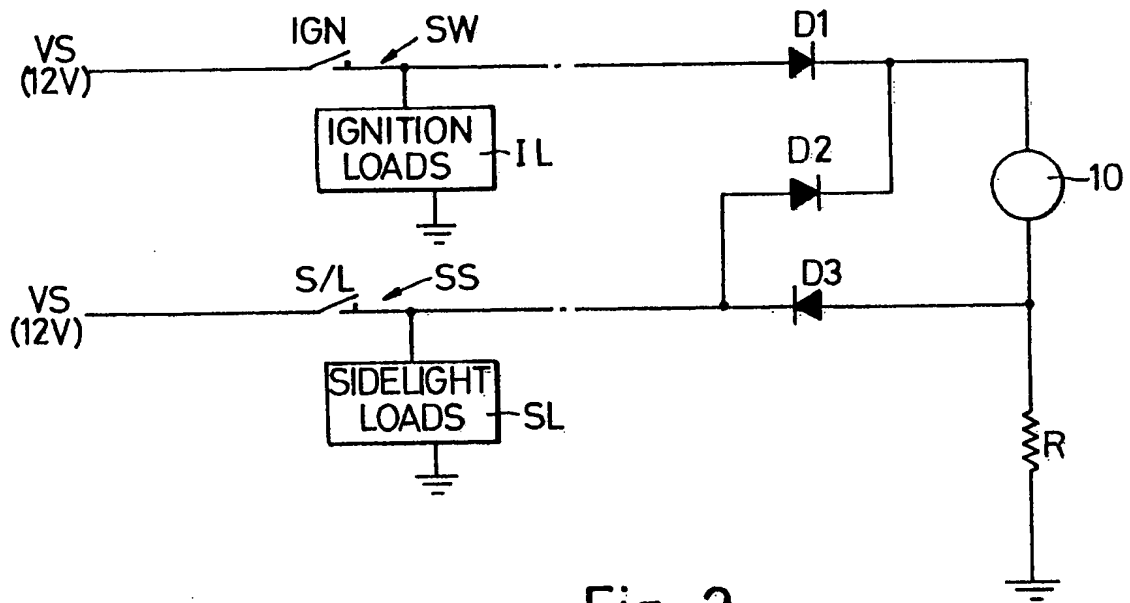 IGN
SW
D1
VS
(12V)
IGNITION
LOADS
IL
D2
10
S/L
SS
D3
VS
(12V)
SIDELIGHT
LOADS
SL
R